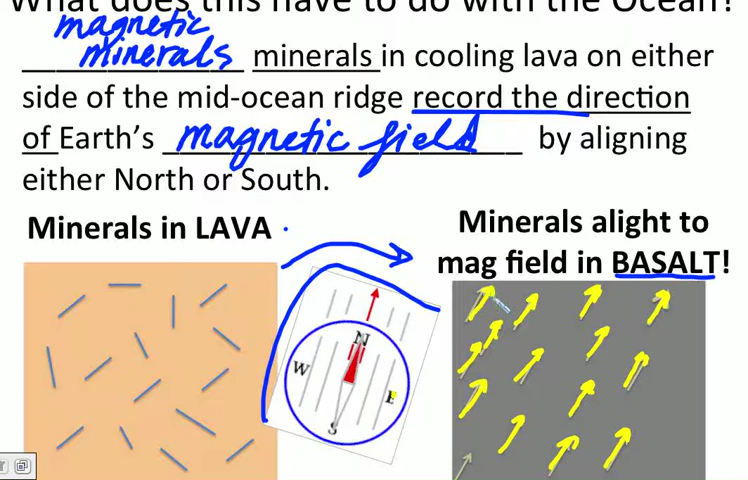 What does this have to do with the Ocean?
magnetic
minerals minerals in cooling lava on either
side of the mid-ocean ridge record the direction
of Earth's magnetic field by aligning
either North or South.
Minerals in LAVA
Minerals alight to
mag field in BASALT!
N
W
E
S